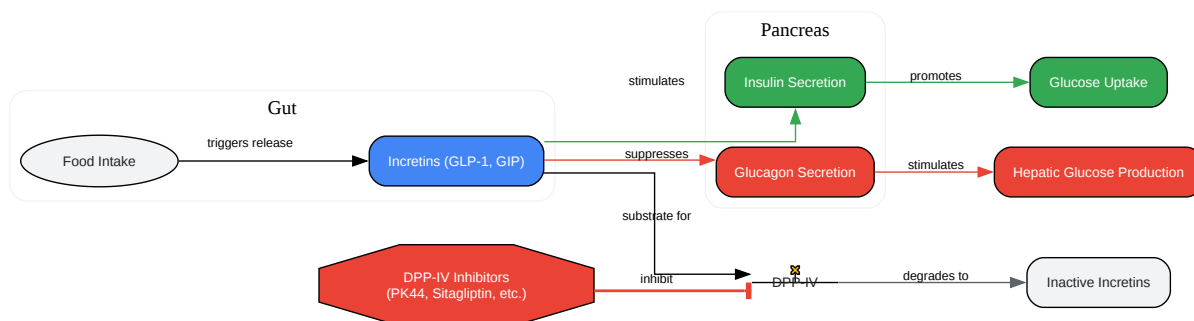 Pancreas
stimulates
Insulin Secretion
promotes
Glucose Uptake
Gut
triggers release
Food Intake
Incretins (GLP-1, GIP)
suppresses
Glucagon Secretion
stimulates
Hepatic Glucose Production
substrate for
DPP-IV Inhibitors
(PK44, Sitagliptin, etc.)
inhibit
DPP-IV
degrades to
Inactive Incretins